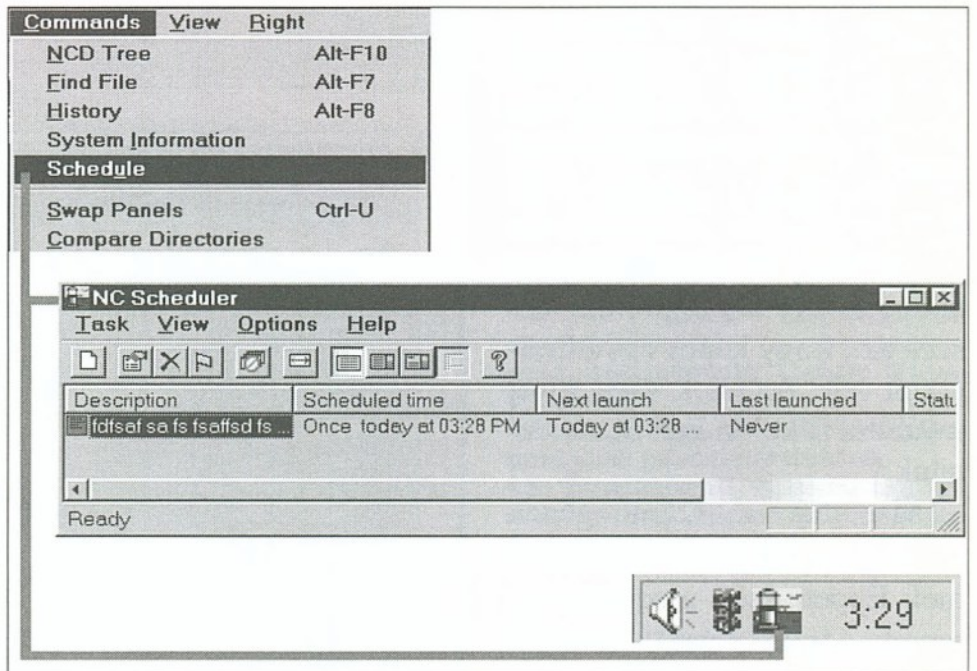 Commands View Right
NCD Tree Alt-F10
Find File Alt-F7
History Alt-F8
System Information
Schedule
Swap Panels Ctrl-U
Compare Directories
NC Scheduler
Task View Options Help
Description Scheduled time Next launch Last launched Statu
fdfsaf sa fs fsaffsd fs ... Once today at 03:28 PM Today at 03:28 ... Never
Ready
3:29